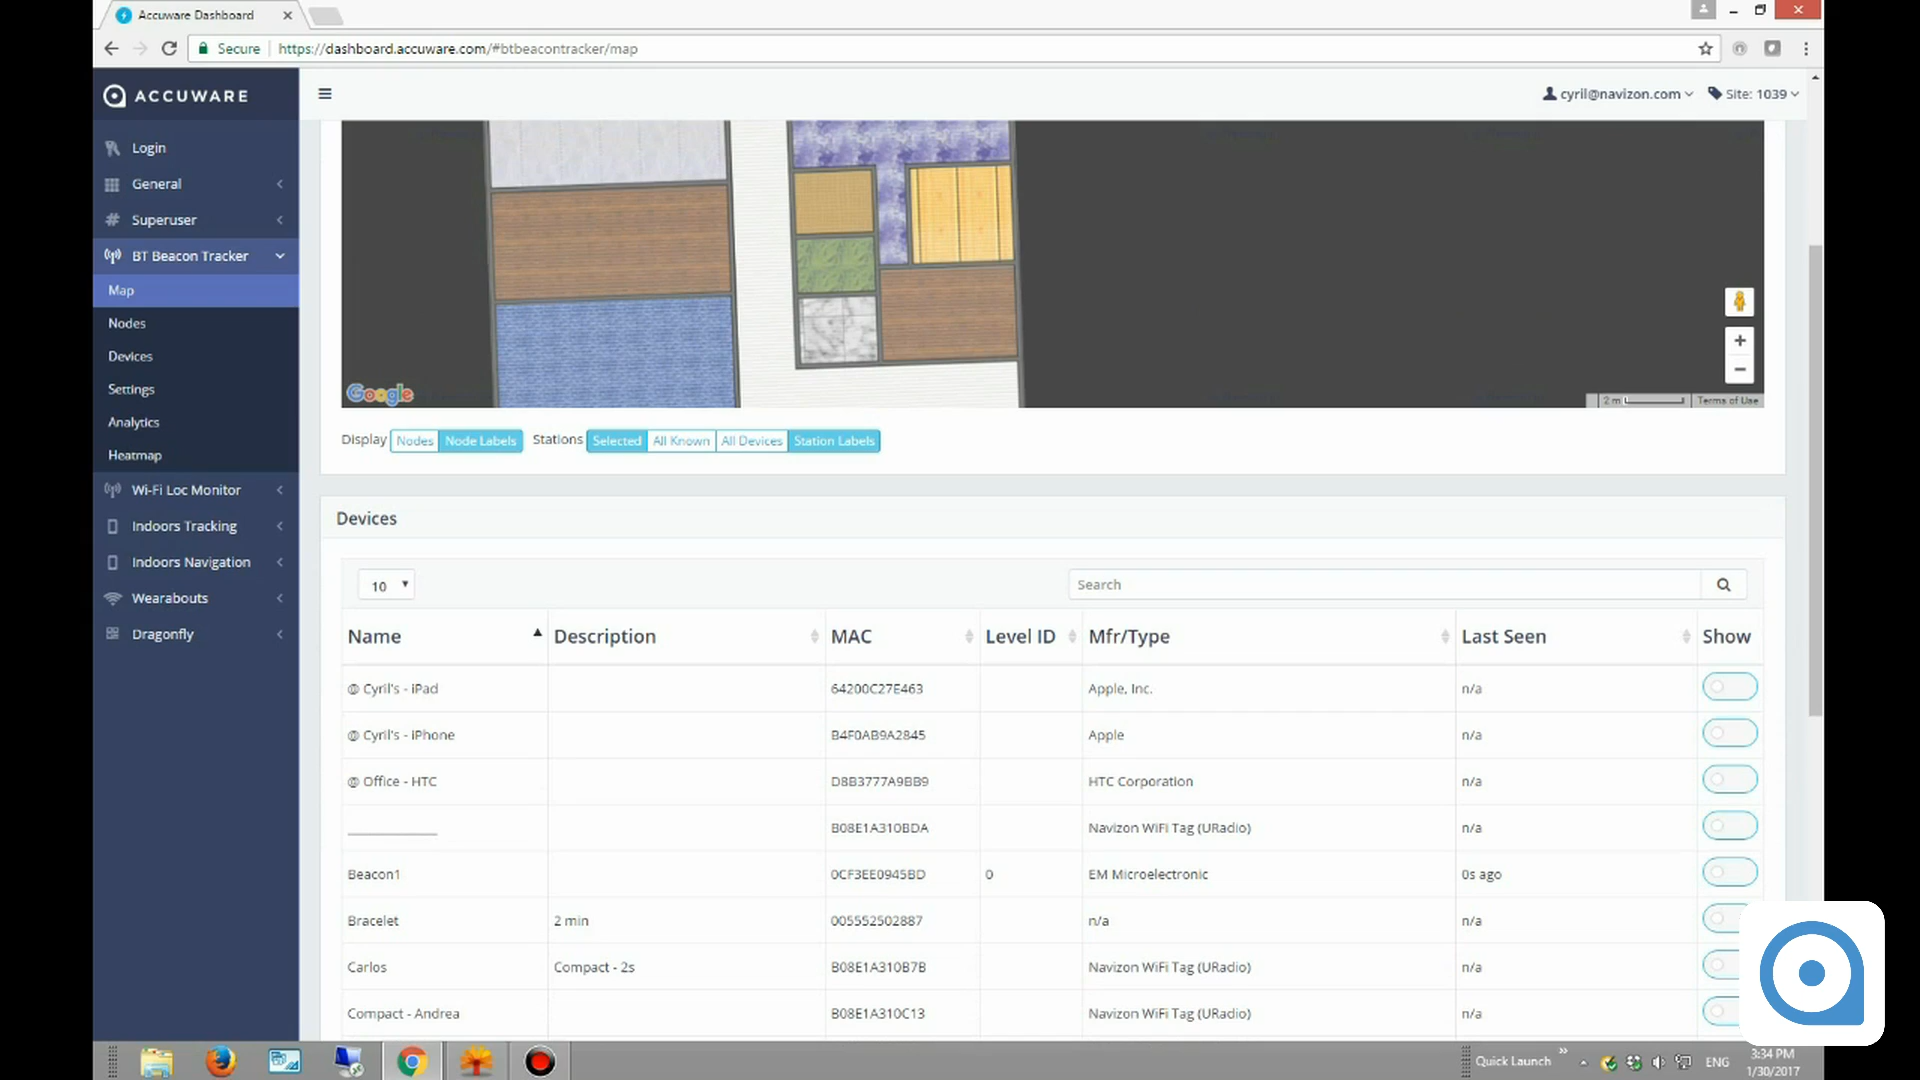 Accuware Dashboard
Secure https://dashboard.accuware.com/#btbeacontracker/map
ACCUWARE
cyril@navizon.com Site: 1039
Login
General
Superuser
BT Beacon Tracker
Map
Nodes
Devices
Settings
Analytics
Heatmap
Wi-Fi Loc Monitor
Indoors Tracking
Indoors Navigation
Wearabouts
Dragonfly
Google
2 m Terms of Use
Display Nodes Node Labels Stations Selected All Known All Devices Station Labels
Devices
10 Search
Name Description MAC Level ID Mfr/Type Last Seen Show
@ Cyril's - iPad 64200C27E463 Apple, Inc. n/a
@ Cyril's - iPhone B4F0AB9A2845 Apple n/a
@ Office - HTC D8B3777A9BB9 HTC Corporation n/a
B08E1A310BDA Navizon WiFi Tag (URadio) n/a
Beacon1 0CF3EE0945BD 0 EM Microelectronic 0s ago
Bracelet 2 min 005552502887 n/a n/a
Carlos Compact - 2s B08E1A310B7B Navizon WiFi Tag (URadio) n/a
Compact - Andrea B08E1A310C13 Navizon WiFi Tag (URadio) n/a
Quick Launch ENG 3:34 PM
1/30/2017